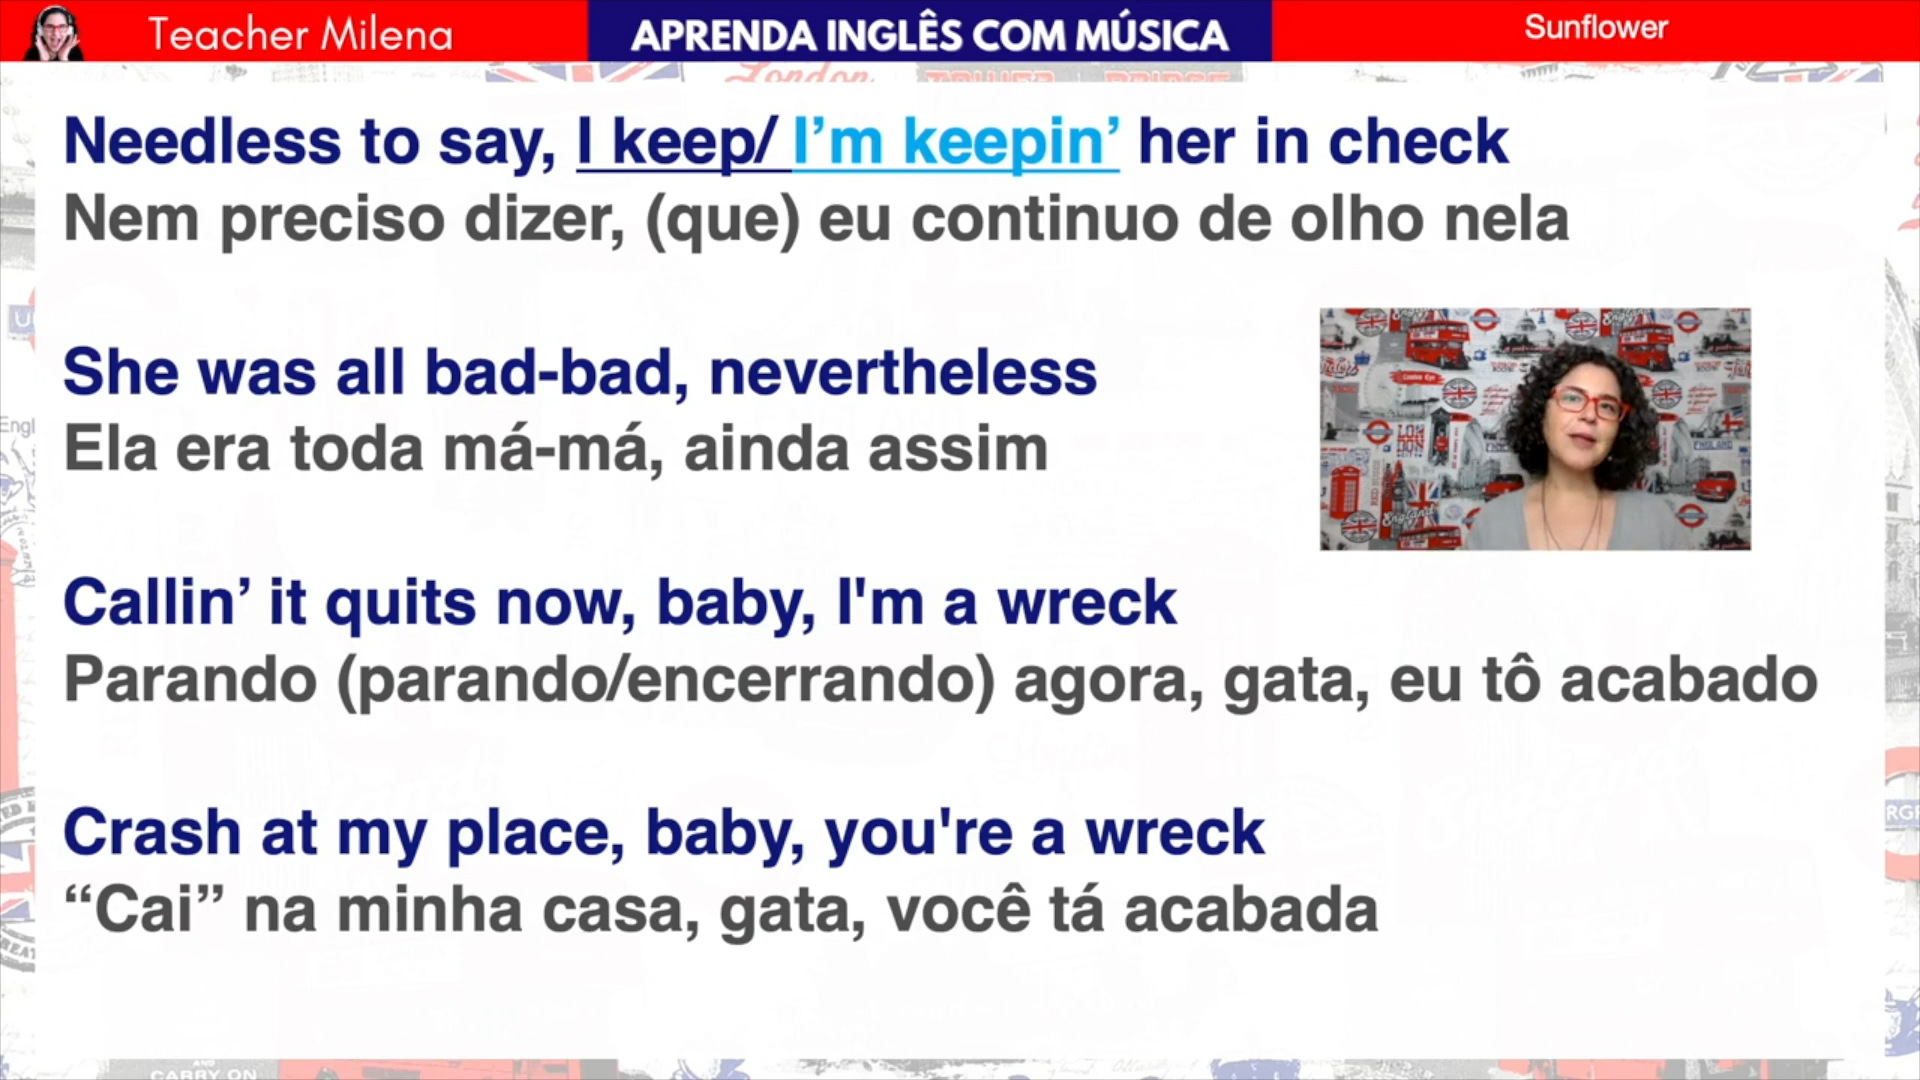 Teacher Milena
APRENDA INGLÊS COM MÚSICA
Sunflower
Needless to say, I keep/ I’m keepin’ her in check
Nem preciso dizer, (que) eu continuo de olho nela
She was all bad-bad, nevertheless
Ela era toda má-má, ainda assim
Callin’ it quits now, baby, I'm a wreck
Parando (parando/encerrando) agora, gata, eu tô acabado
Crash at my place, baby, you're a wreck
“Cai” na minha casa, gata, você tá acabada
CARRY ON